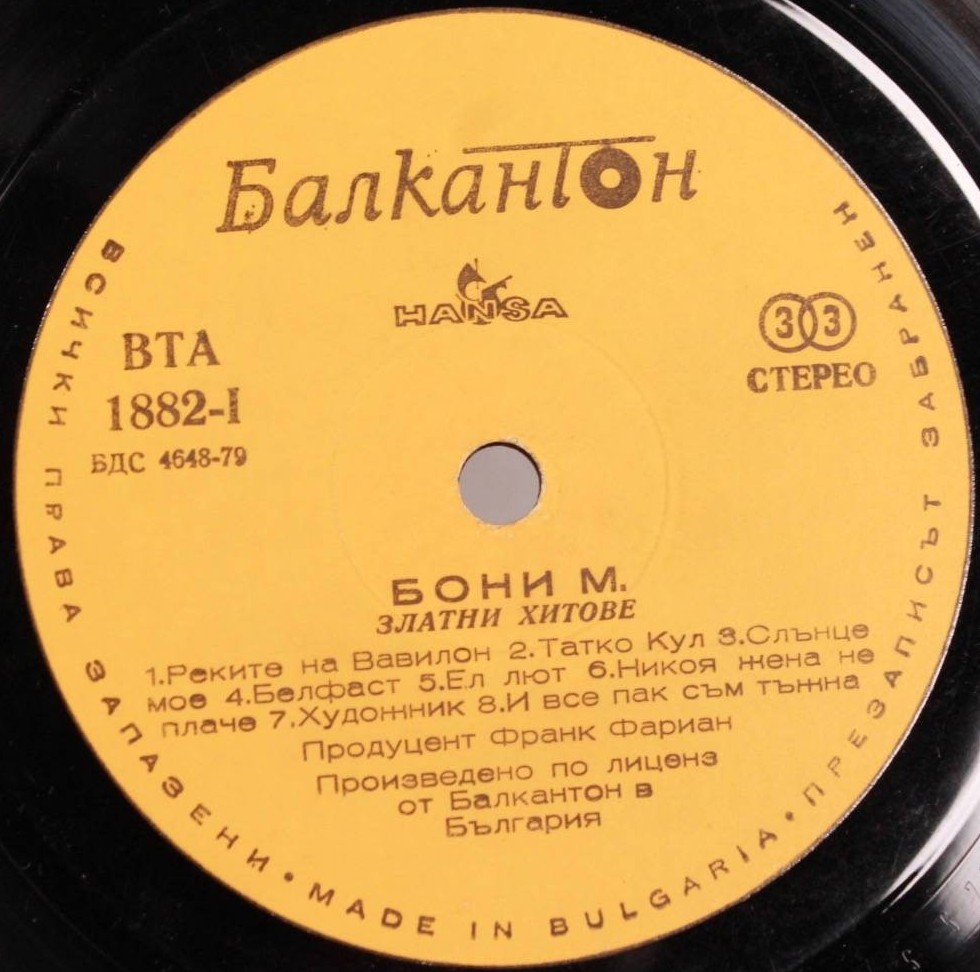 Балкантон
HANSA
ВТА
1882-I
БДС 4648-79
33
СТЕРЕО
БОНИ М.
ЗЛАТНИ ХИТОВЕ
1.Реките на Вавилон 2.Татко Кул 3.Слънце
мое 4.Белфаст 5.Ел лют 6.Никоя жена не
плаче 7.Художник 8.И все пак съм тъжна
Продуцент Франк Фариан
Произведено по лиценз
от Балкантон в
България
ВСИЧКИ ПРАВА ЗАПАЗЕНИ • MADE IN BULGARIA • ПРЕЗАПИСЪТ ЗАБРАНЕН